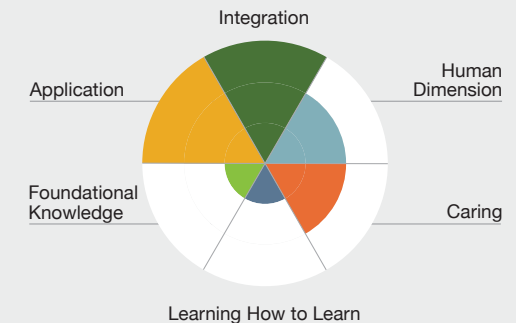 Integration
Application
Human
Dimension
Foundational
Knowledge
Caring
Learning How to Learn